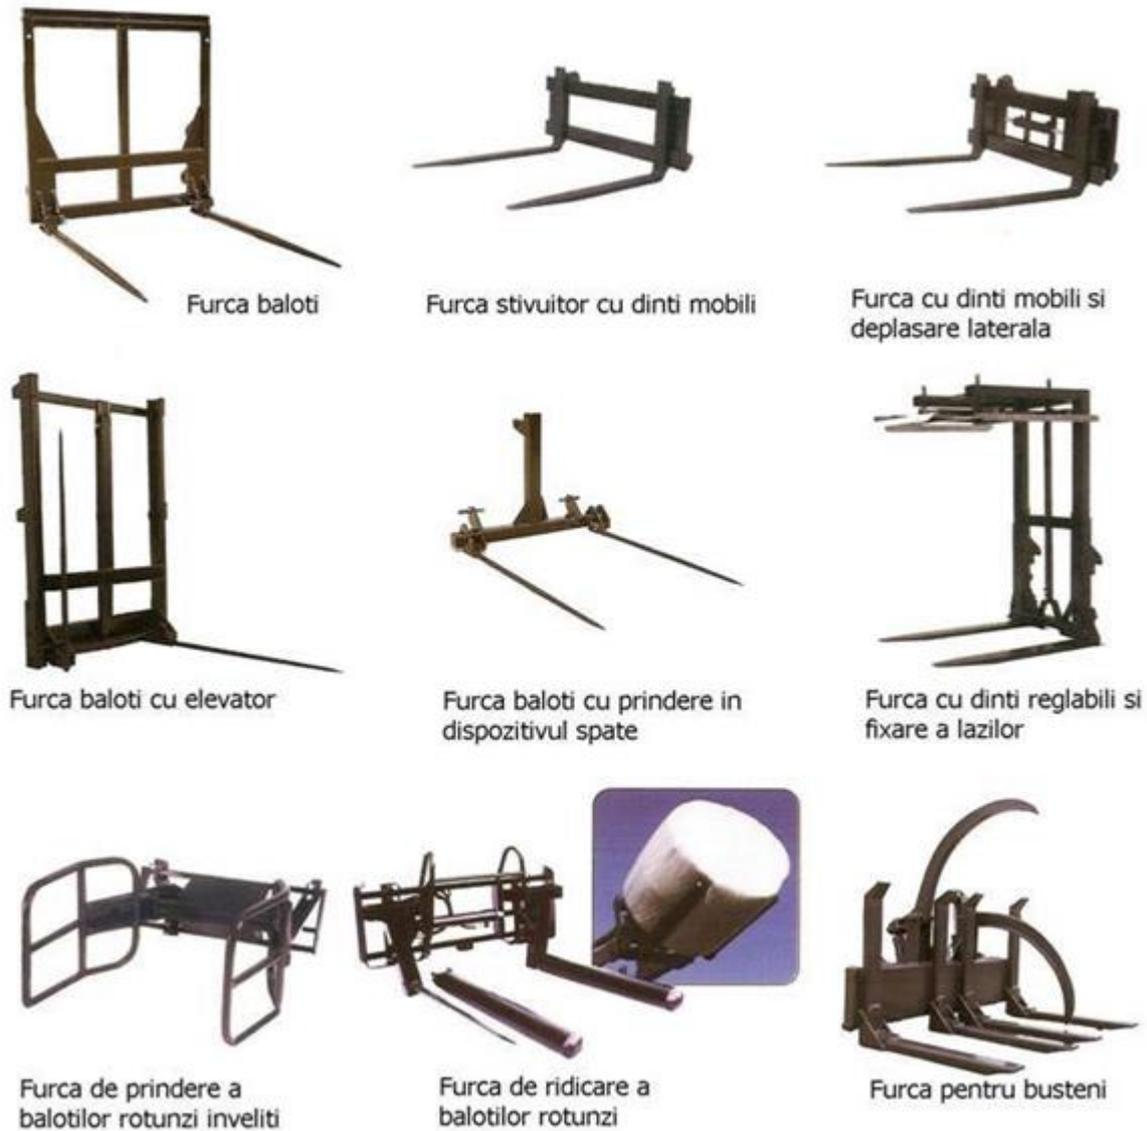 Furca baloti
Furca stivuitor cu dinti mobili
Furca cu dinti mobili si
deplasare laterala
Furca baloti cu elevator
Furca baloti cu prindere in
dispozitivul spate
Furca cu dinti reglabili si
fixare a lazilor
Furca de prindere a
balotilor rotunzi inveliti
Furca de ridicare a
balotilor rotunzi
Furca pentru busteni